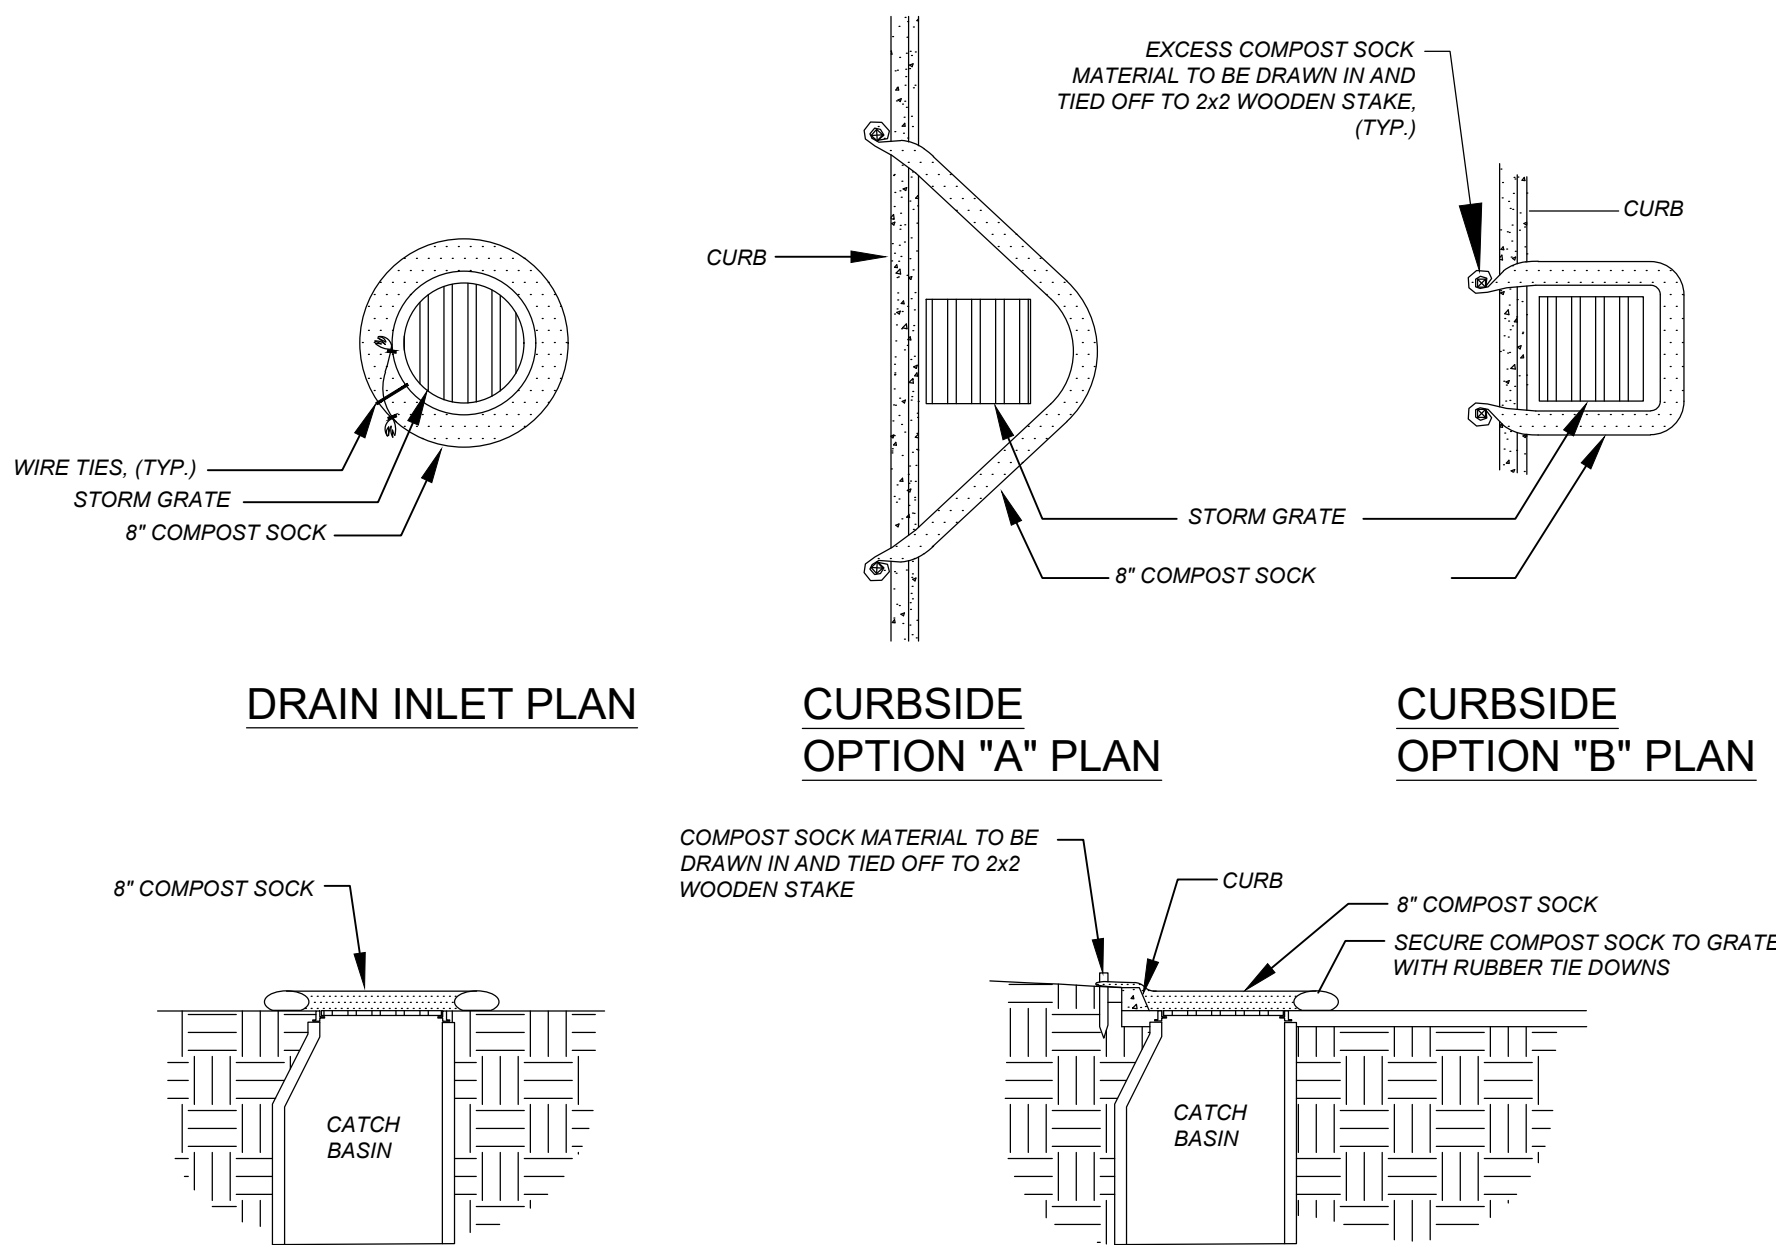 EXCESS COMPOST SOCK
MATERIAL TO BE DRAWN IN AND
TIED OFF TO 2x2 WOODEN STAKE,
(TYP.)
CURB
CURB
WIRE TIES, (TYP.)
STORM GRATE
8" COMPOST SOCK
STORM GRATE
8" COMPOST SOCK
DRAIN INLET PLAN
CURBSIDE
OPTION "A" PLAN
CURBSIDE
OPTION "B" PLAN
8" COMPOST SOCK
CATCH
BASIN
COMPOST SOCK MATERIAL TO BE
DRAWN IN AND TIED OFF TO 2x2
WOODEN STAKE
CURB
8" COMPOST SOCK
SECURE COMPOST SOCK TO GRATE
WITH RUBBER TIE DOWNS
CATCH
BASIN